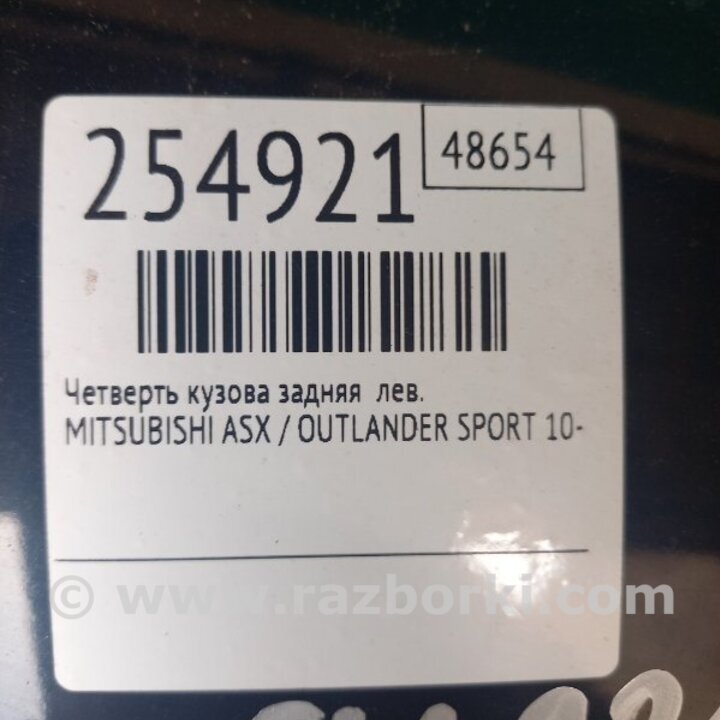 254921
48654
Четверть кузова задняя лев.
MITSUBISHI ASX / OUTLANDER SPORT 10-
© www.razborki.com